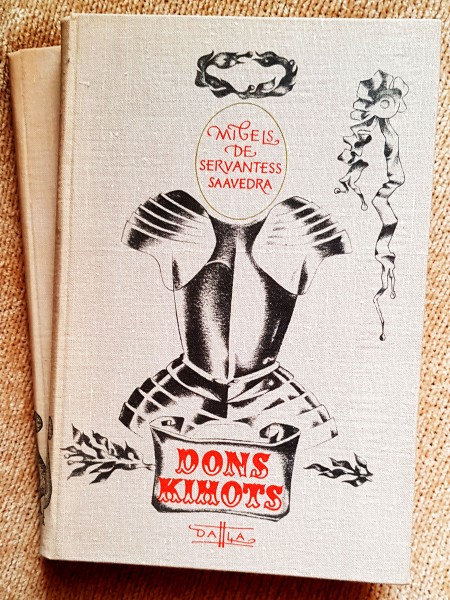 MIGELS
DE
SERVANTESS
SAAVEDRA
DONS
KIHOTS